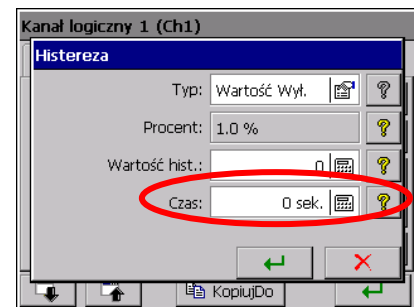 Kanał logiczny 1 (Ch1)
Histereza
Typ: Wartość Wył. ?
Procent: 1.0 % ?
Wartość hist.: 0 ?
Czas: 0 sek. ?
KopiujDo